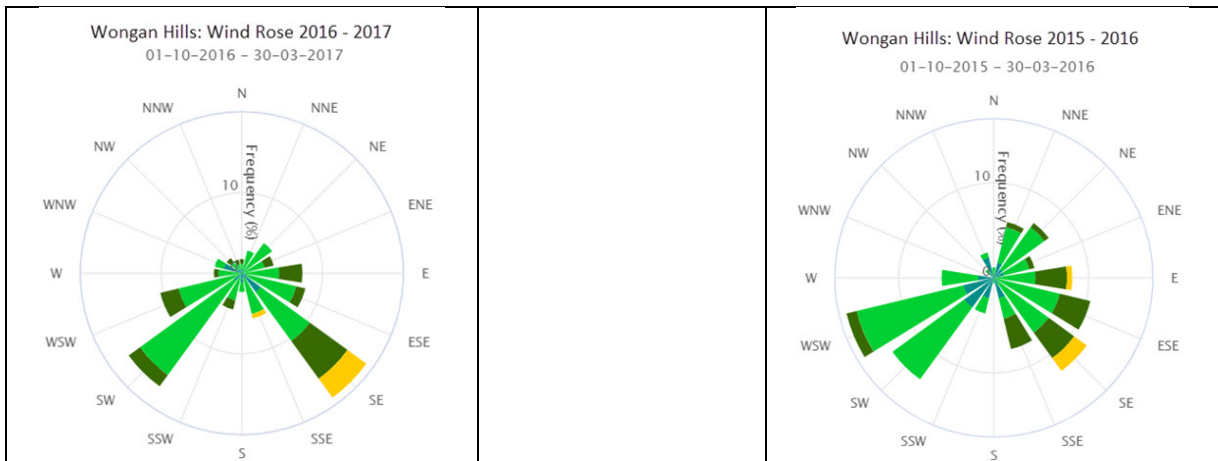 Wongan Hills: Wind Rose 2016 - 2017
01-10-2016 - 30-03-2017
N
NNE
NE
ENE
E
ESE
SE
SSE
S
SSW
SW
WSW
W
WNW
NW
NNW
Frequency (%)
10
Wongan Hills: Wind Rose 2015 - 2016
01-10-2015 - 30-03-2016
N
NNE
NE
ENE
E
ESE
SE
SSE
S
SSW
SW
WSW
W
WNW
NW
NNW
Frequency (%)
10
0